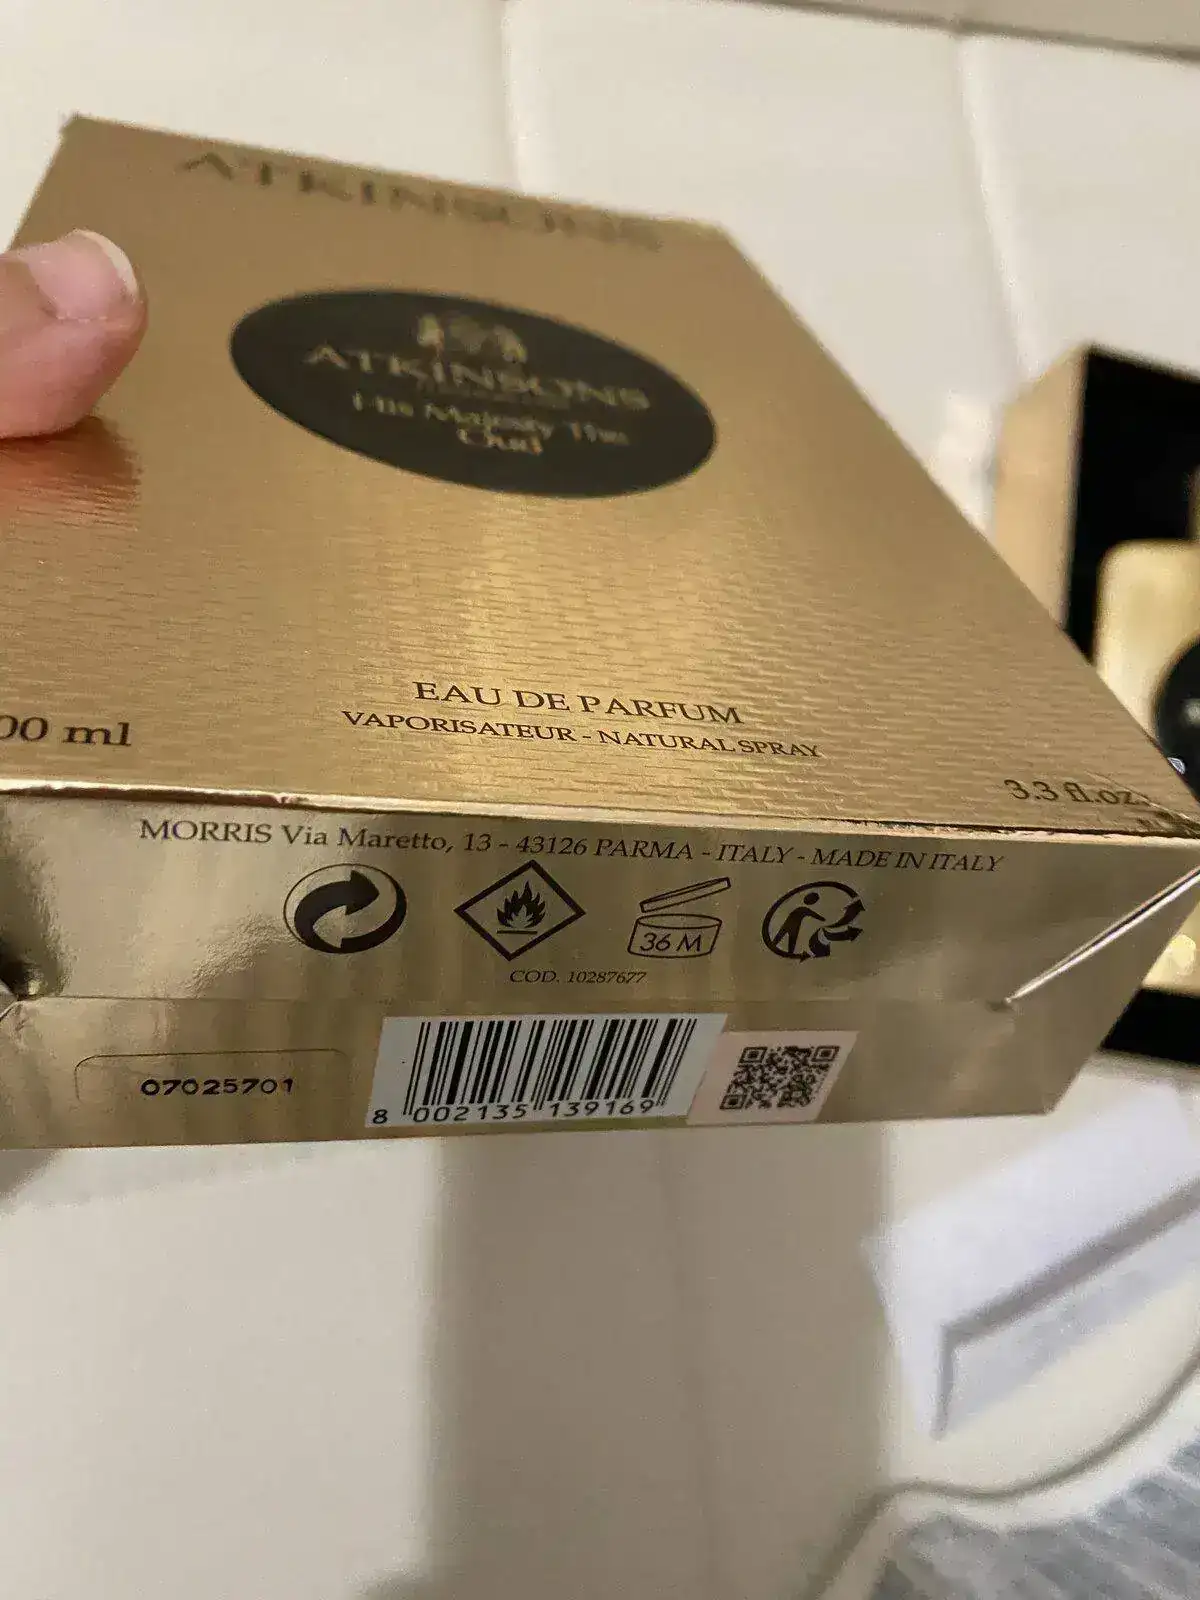 ATKINSONS
ATKINSONS
His Majesty The
Oud
EAU DE PARFUM
VAPORISATEUR - NATURAL SPRAY
00 ml
3.3 fl.oz.
MORRIS Via Maretto, 13 - 43126 PARMA - ITALY - MADE IN ITALY
36 M
COD. 10287677
07025701
8 002135 139169